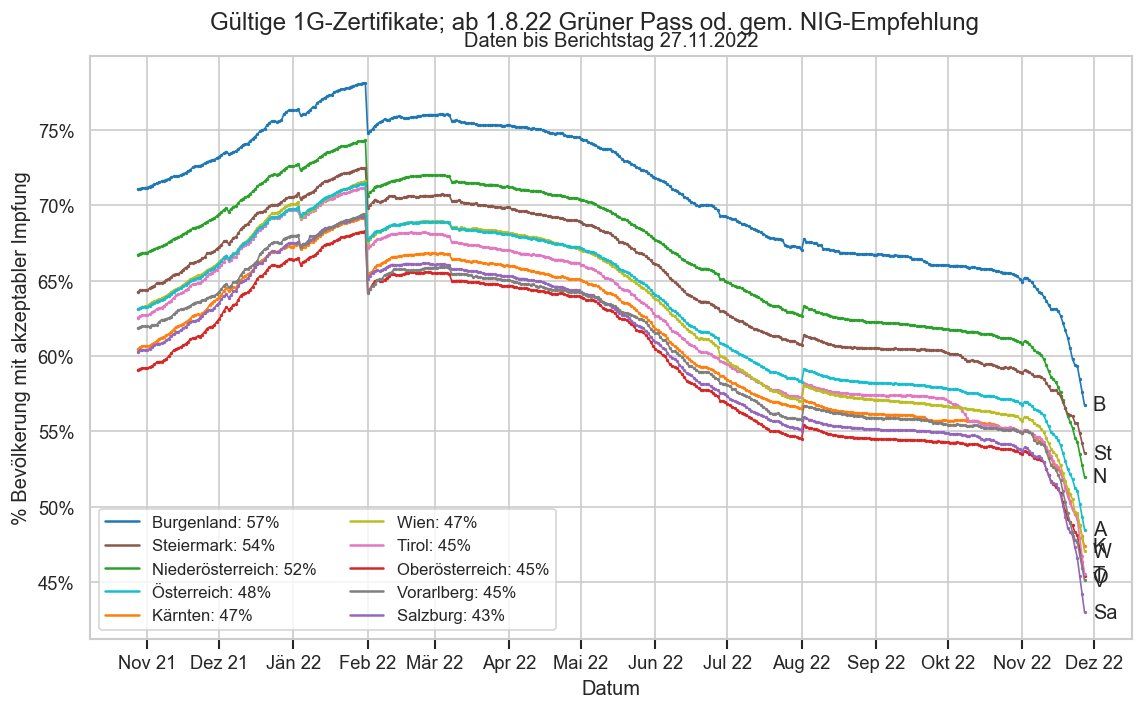 Gültige 1G-Zertifikate; ab 1.8.22 Grüner Pass od. gem. NIG-Empfehlung
Daten bis Berichtstag 27.11.2022
% Bevölkerung mit akzeptabler Impfung
75%
70%
65%
60%
55%
50%
45%
B
St
N
A
K
W
T
O
V
Sa
Burgenland: 57%
Steiermark: 54%
Niederösterreich: 52%
Österreich: 48%
Kärnten: 47%
Wien: 47%
Tirol: 45%
Oberösterreich: 45%
Vorarlberg: 45%
Salzburg: 43%
Nov 21 Dez 21 Jän 22 Feb 22 Mär 22 Apr 22 Mai 22 Jun 22 Jul 22 Aug 22 Sep 22 Okt 22 Nov 22 Dez 22
Datum